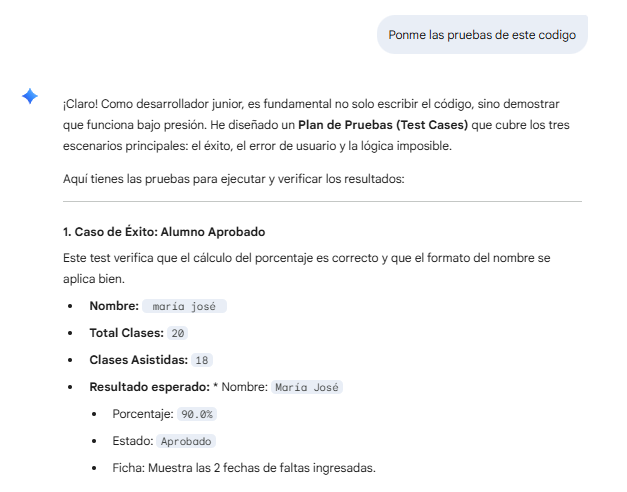 Ponme las pruebas de este codigo
¡Claro! Como desarrollador junior, es fundamental no solo escribir el código, sino demostrar
que funciona bajo presión. He diseñado un Plan de Pruebas (Test Cases) que cubre los tres
escenarios principales: el éxito, el error de usuario y la lógica imposible.
Aquí tienes las pruebas para ejecutar y verificar los resultados:
1. Caso de Éxito: Alumno Aprobado
Este test verifica que el cálculo del porcentaje es correcto y que el formato del nombre se
aplica bien.
• Nombre: maría josé
• Total Clases: 20
• Clases Asistidas: 18
• Resultado esperado: * Nombre: María José
• Porcentaje: 90.0%
• Estado: Aprobado
• Ficha: Muestra las 2 fechas de faltas ingresadas.